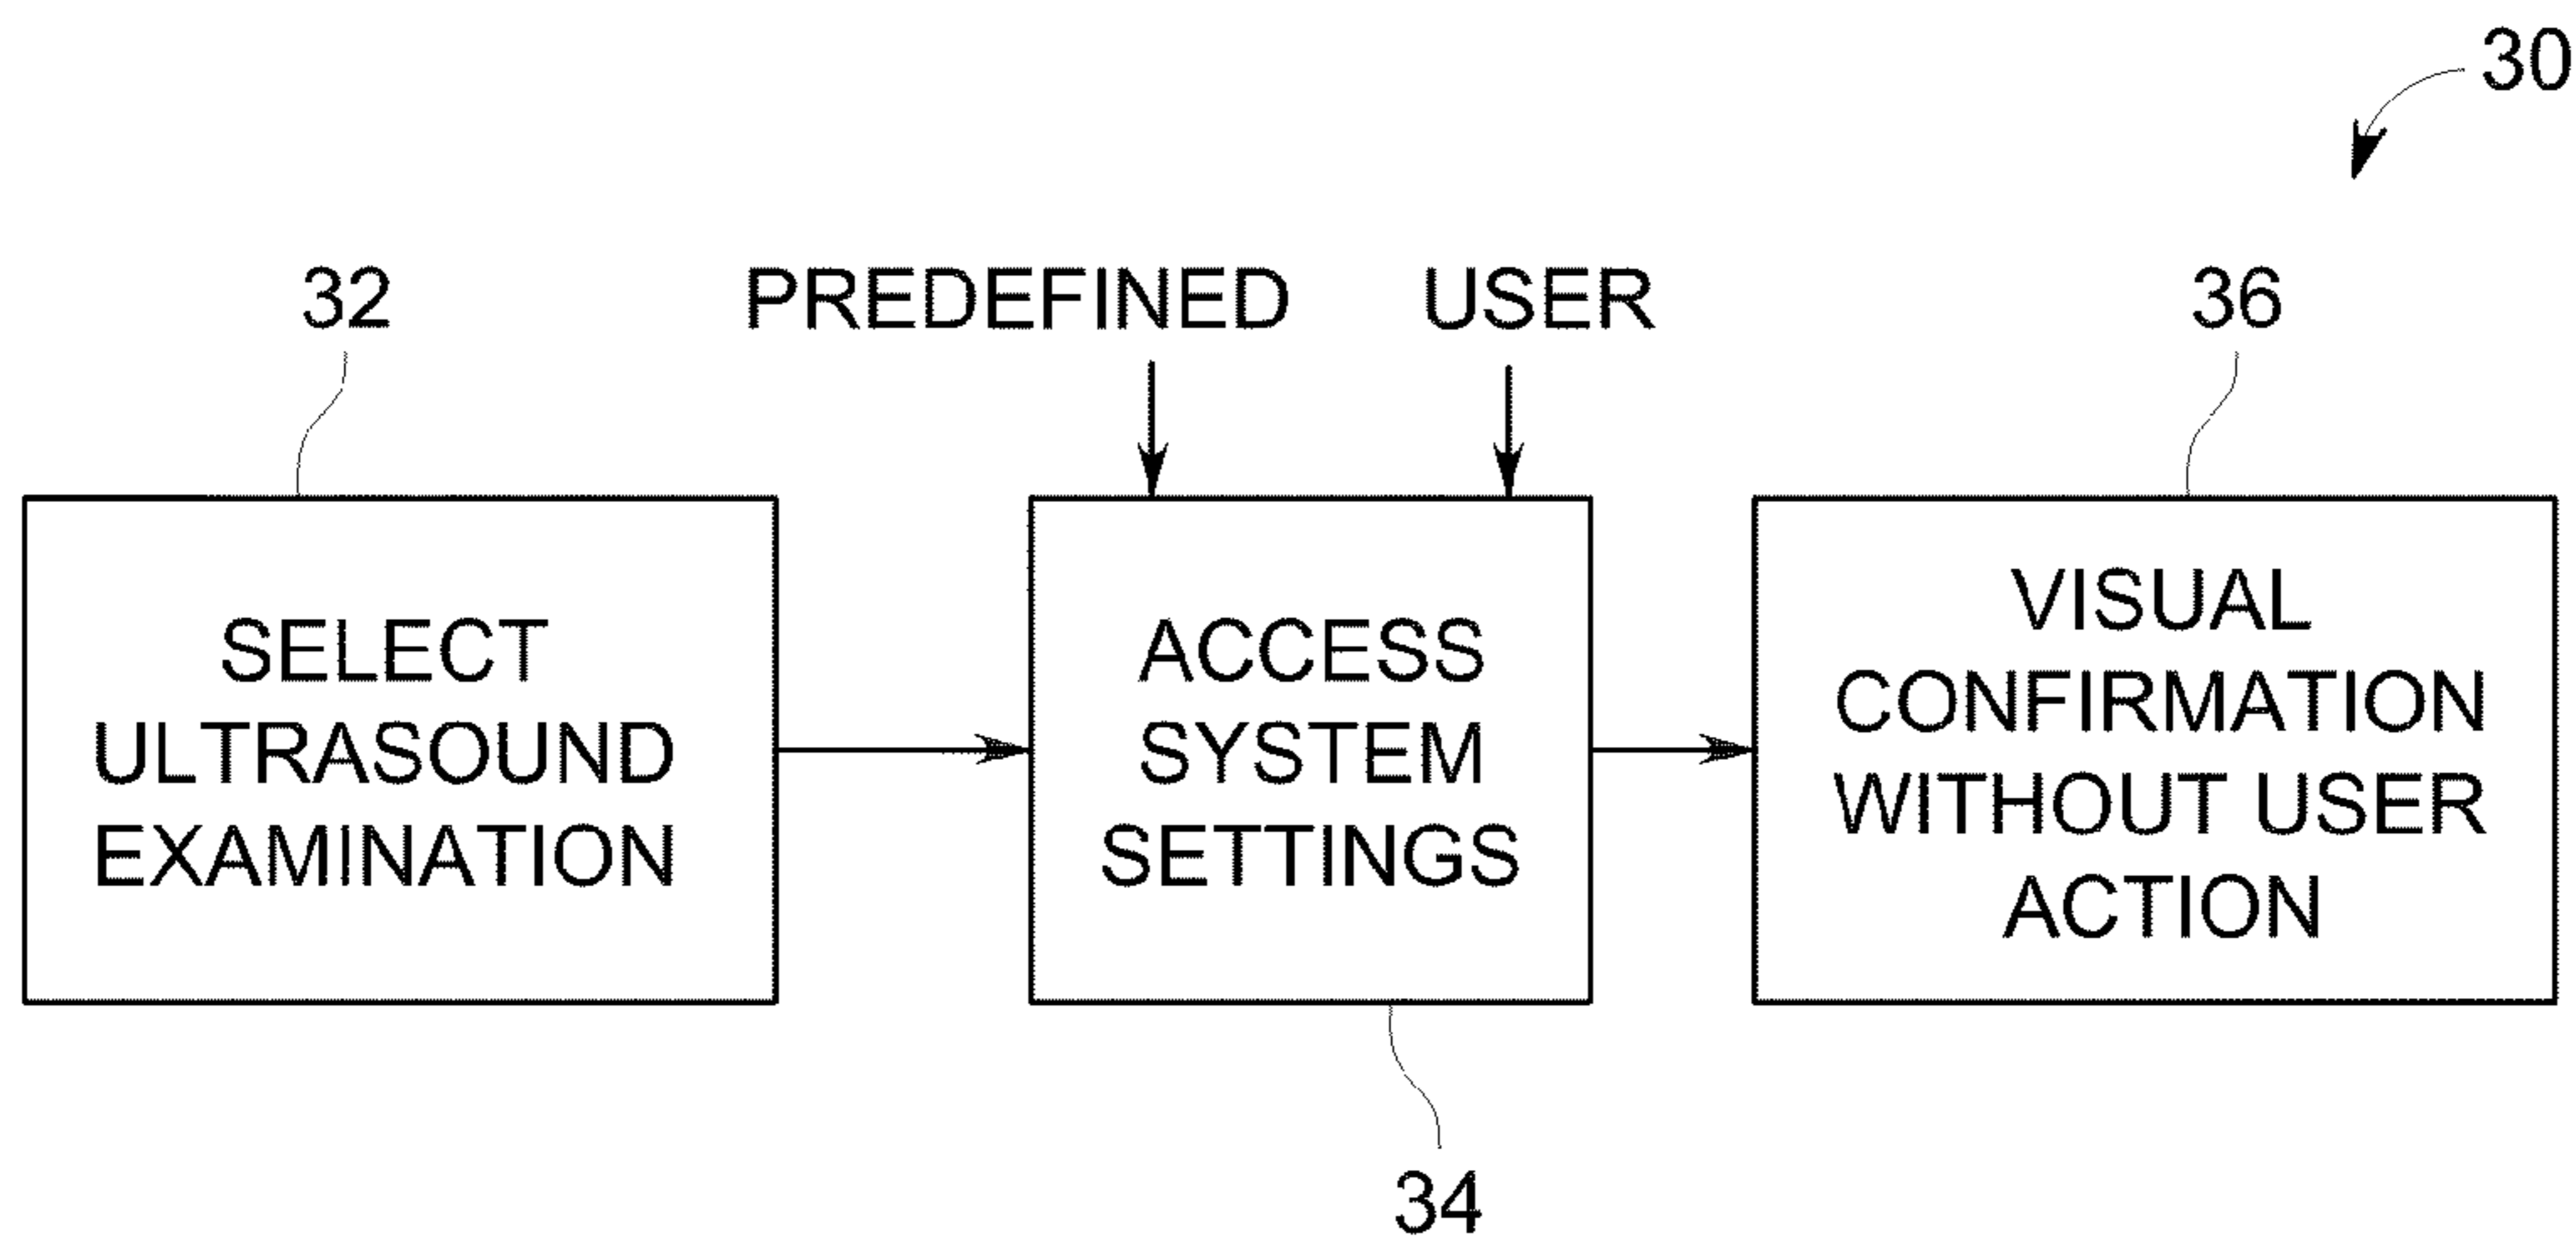 30
32
PREDEFINED
USER
36
SELECT
ULTRASOUND
EXAMINATION
ACCESS
SYSTEM
SETTINGS
VISUAL
CONFIRMATION
WITHOUT USER
ACTION
34